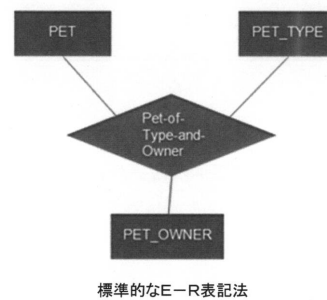 PET
PET_TYPE
Pet-of-
Type-and-
Owner
PET_OWNER
標準的なE－R表記法